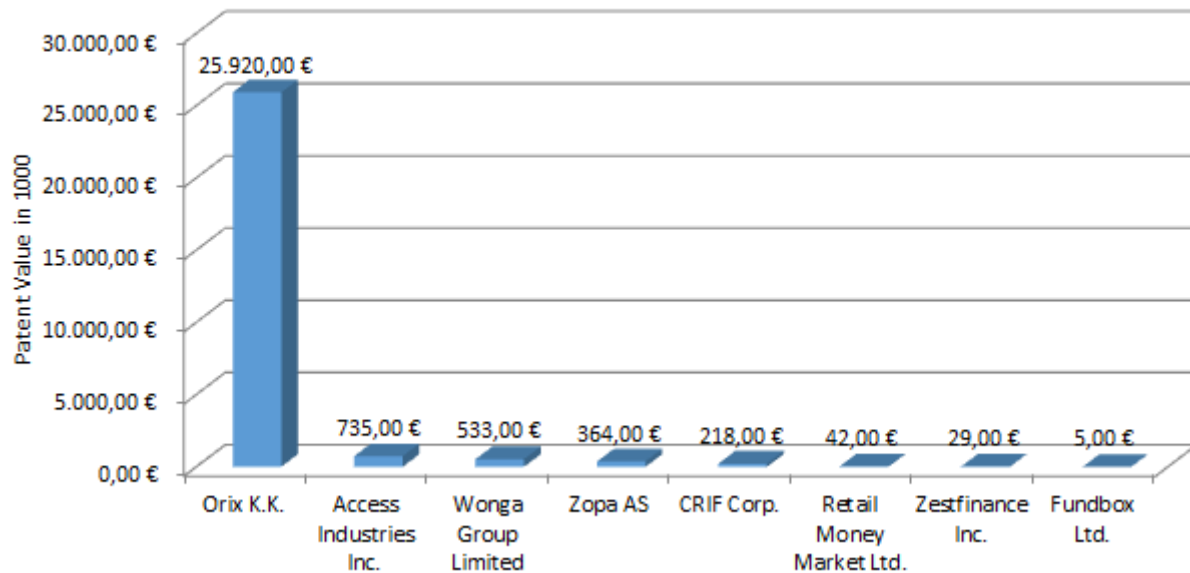 30.000,00 €
25.000,00 €
20.000,00 €
15.000,00 €
10.000,00 €
5.000,00 €
0,00 €
Patent Value in 1000
25.920,00 €
735,00 €
533,00 €
364,00 €
218,00 €
42,00 €
29,00 €
5,00 €
Orix K.K.
Access
Industries
Inc.
Wonga
Group
Limited
Zopa AS
CRIF Corp.
Retail
Money
Market Ltd.
Zestfinance
Inc.
Fundbox
Ltd.